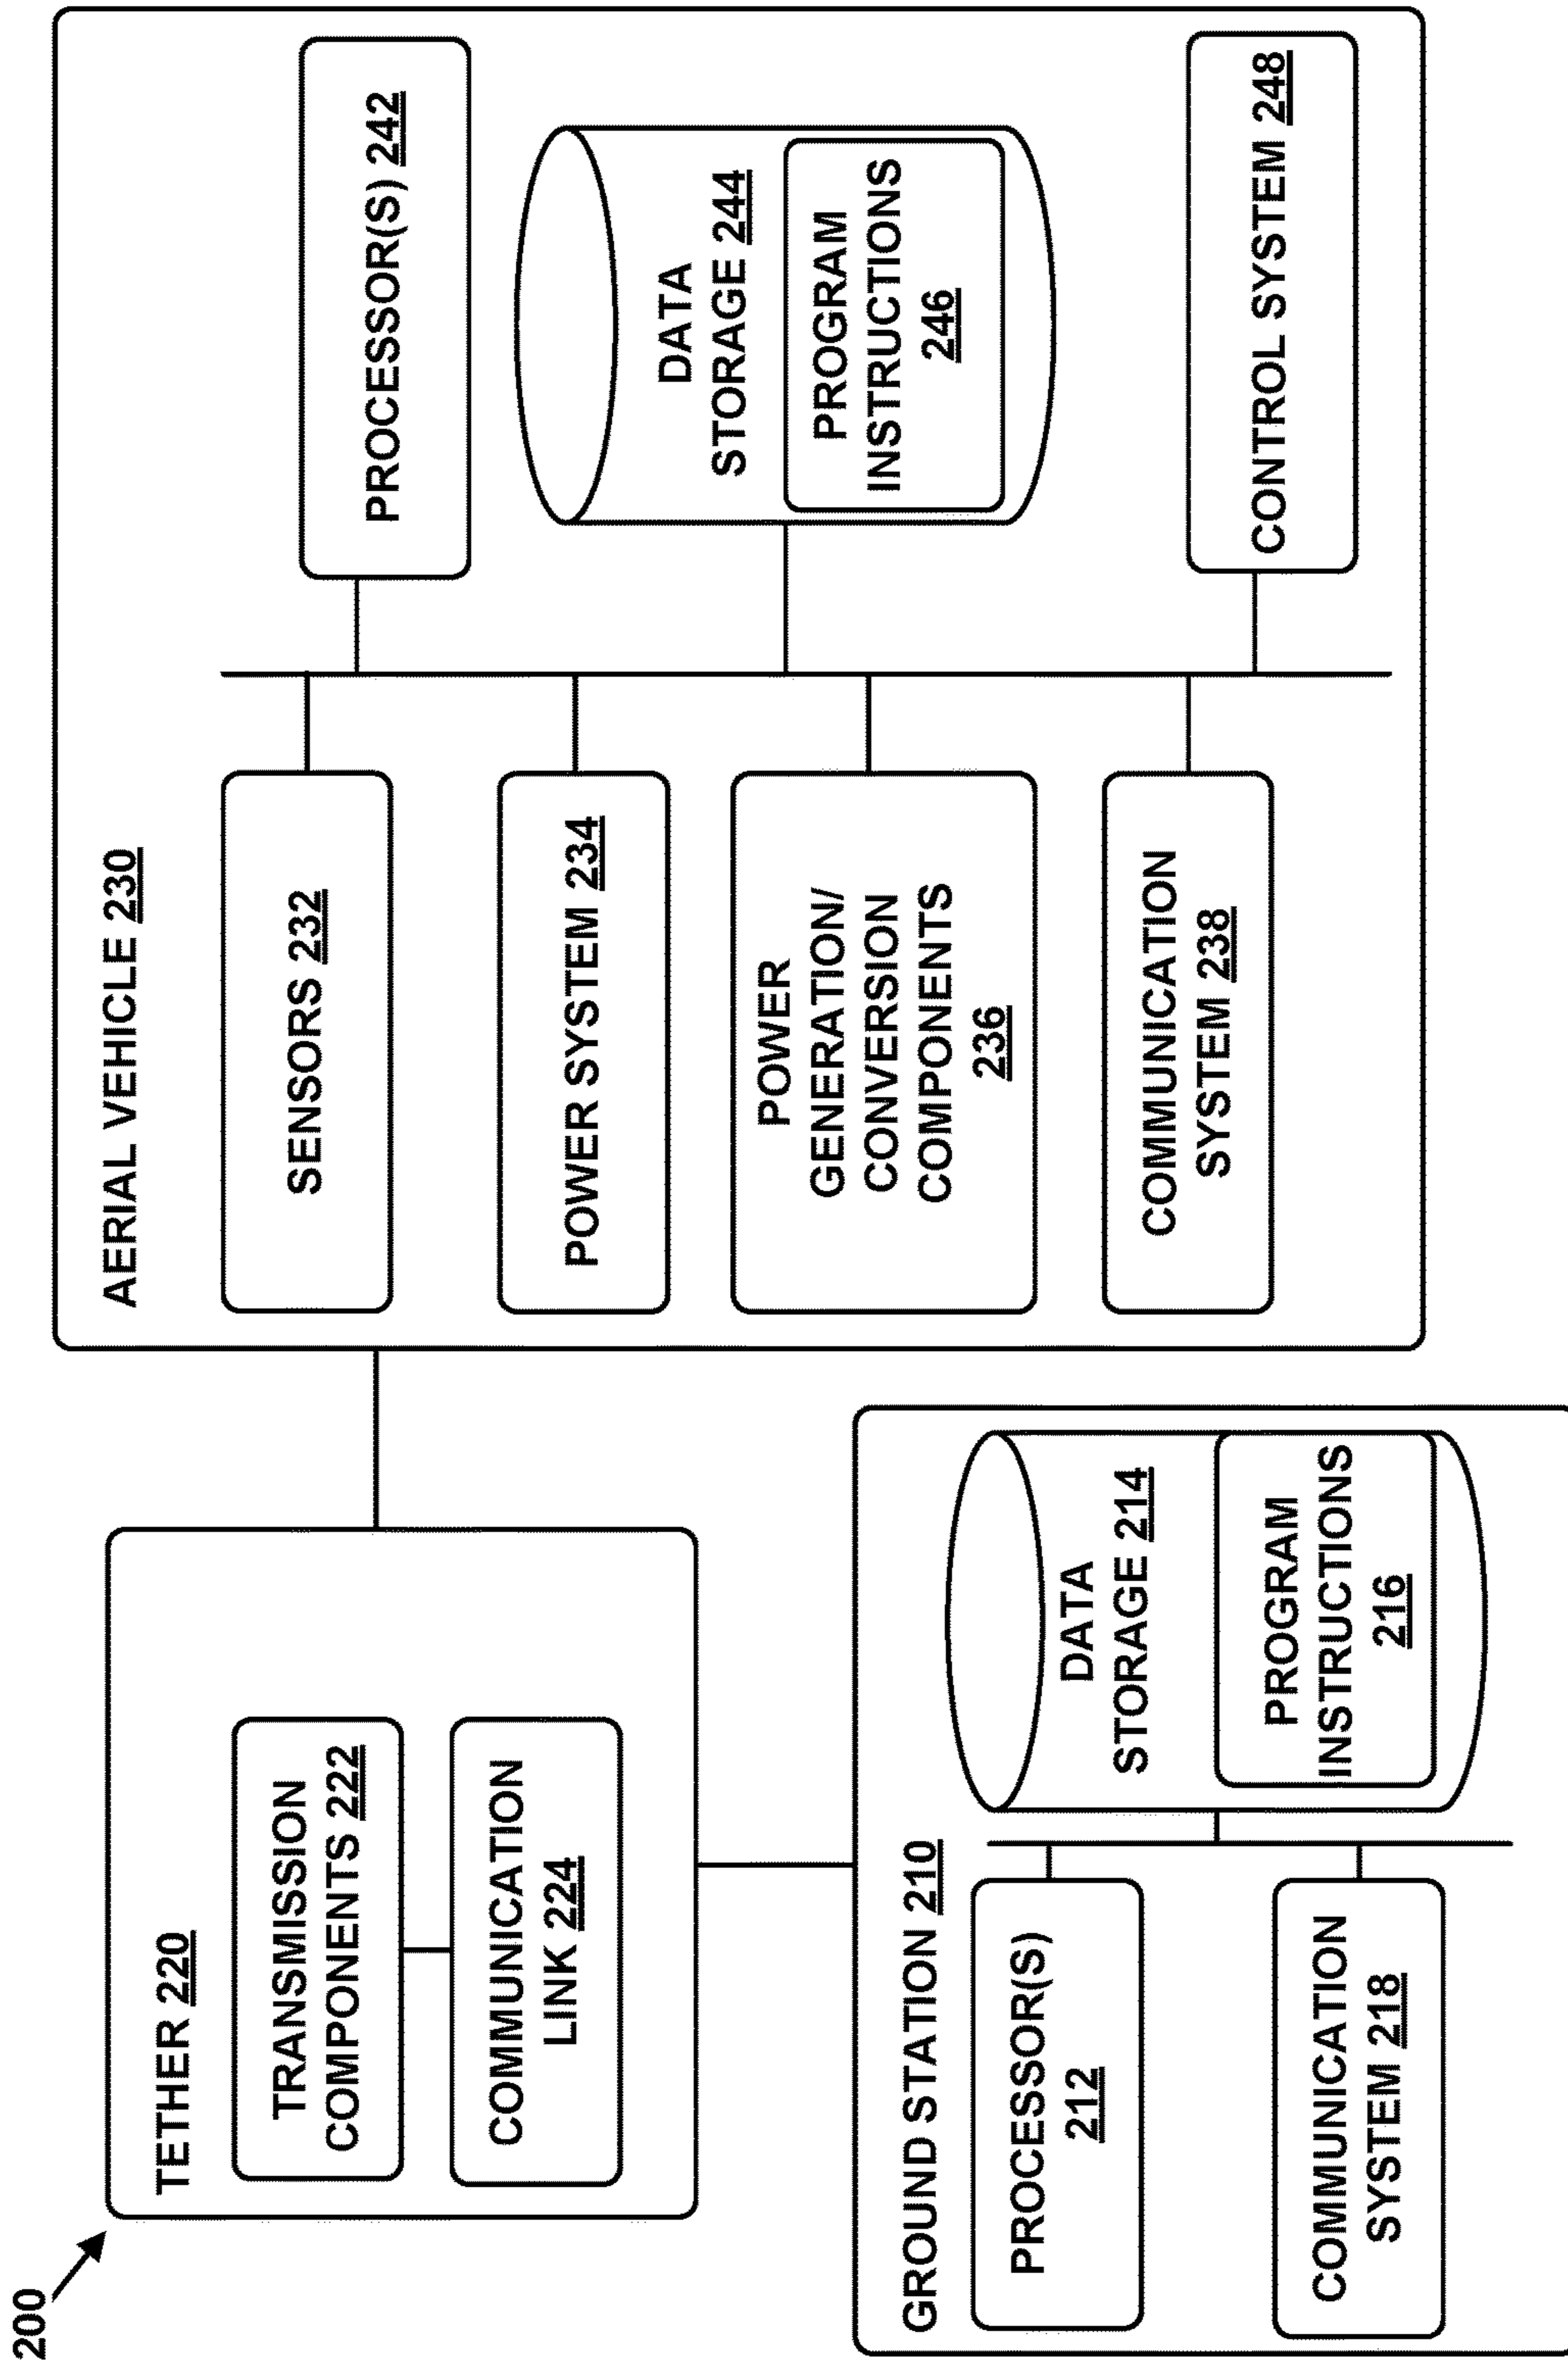 200
TETHER 220
TRANSMISSION
COMPONENTS 222
COMMUNICATION
LINK 224
AERIAL VEHICLE 230
SENSORS 232
POWER SYSTEM 234
POWER
GENERATION/
CONVERSION
COMPONENTS
236
COMMUNICATION
SYSTEM 238
PROCESSOR(S) 242
DATA
STORAGE 244
PROGRAM
INSTRUCTIONS
246
CONTROL SYSTEM 248
GROUND STATION 210
PROCESSOR(S)
212
COMMUNICATION
SYSTEM 218
DATA
STORAGE 214
PROGRAM
INSTRUCTIONS
216